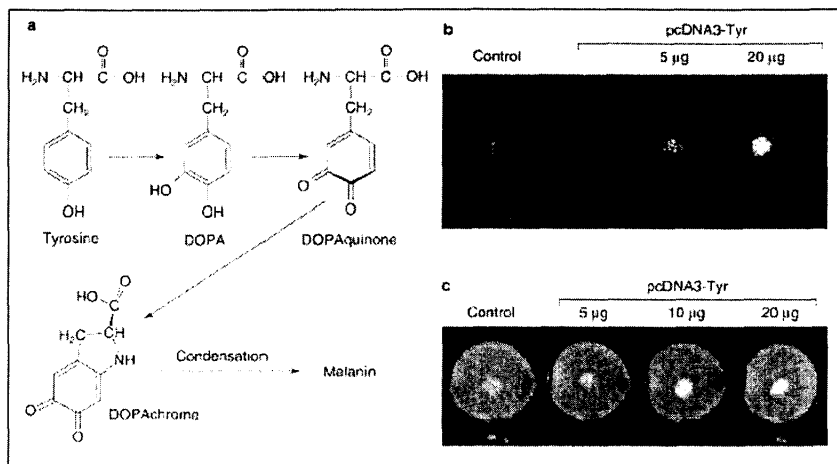 a
H₂N CH C OH H₂N CH C OH H₂N CH C OH
O O O
CH₂ CH₂ CH₂
HO O
OH OH O
Tyrosine DOPA DOPAquinone
O
HO C
H₂C CH
NH
Condensation Melanin
O
O DOPAchrome
b
pcDNA3-Tyr
Control 5 μg 20 μg
c
pcDNA3-Tyr
Control 5 μg 10 μg 20 μg